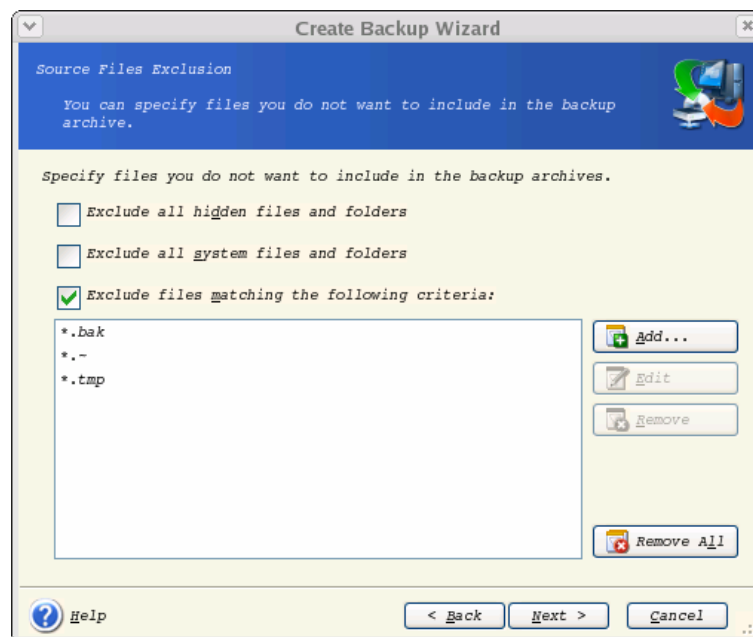 Create Backup Wizard
Source Files Exclusion
You can specify files you do not want to include in the backup
archive.
Specify files you do not want to include in the backup archives.
Exclude all hidden files and folders
Exclude all system files and folders
Exclude files matching the following criteria:
*.bak
*.~
*.tmp
Add...
Edit
Remove
Remove All
Help
< Back
Next >
Cancel